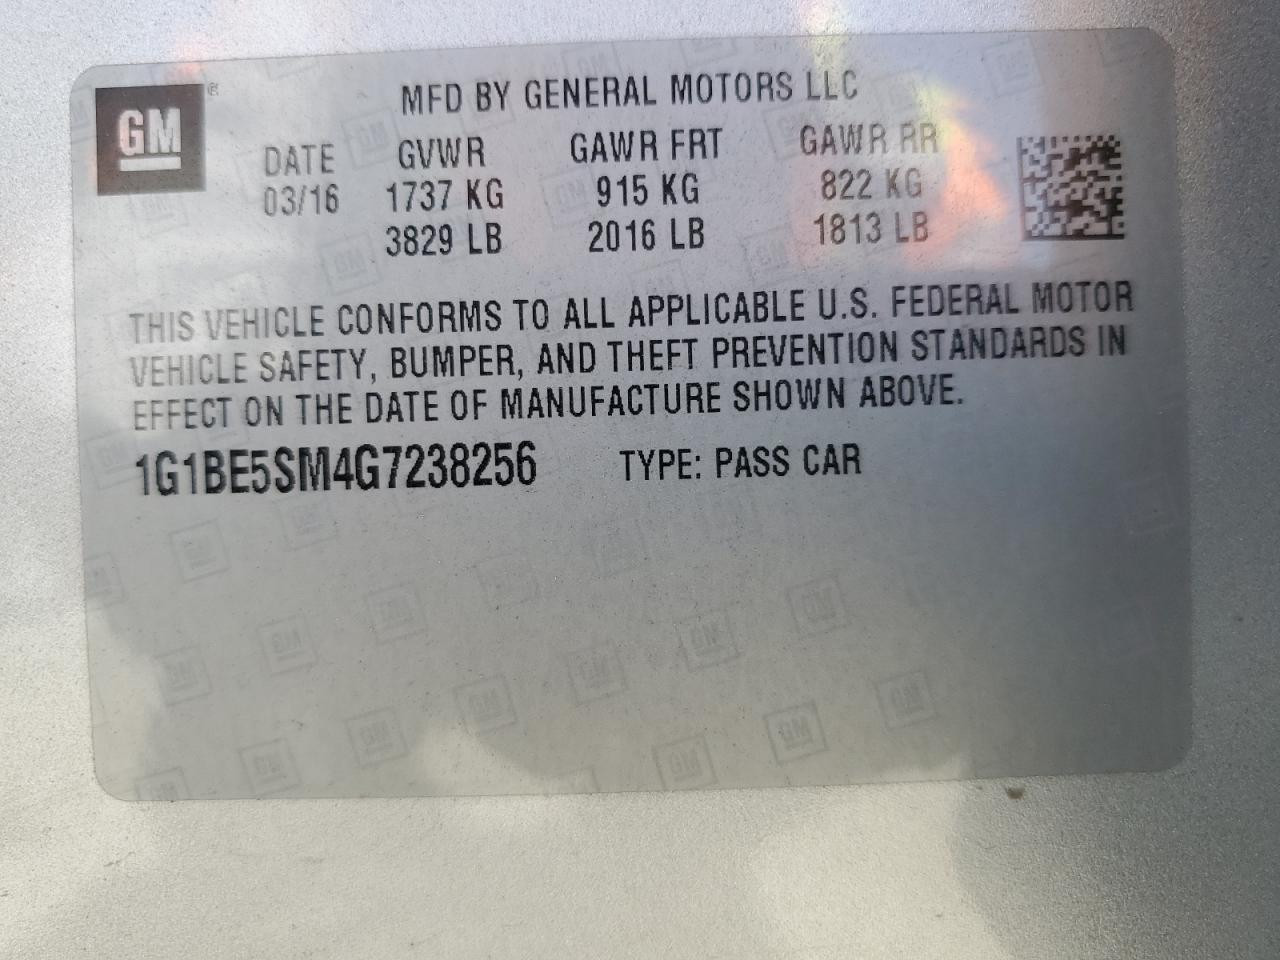 GM ®
MFD BY GENERAL MOTORS LLC
DATE GVWR GAWR FRT GAWR RR
03/16 1737 KG 915 KG 822 KG
3829 LB 2016 LB 1813 LB
THIS VEHICLE CONFORMS TO ALL APPLICABLE U.S. FEDERAL MOTOR
VEHICLE SAFETY, BUMPER, AND THEFT PREVENTION STANDARDS IN
EFFECT ON THE DATE OF MANUFACTURE SHOWN ABOVE.
1G1BE5SM4G7238256 TYPE: PASS CAR